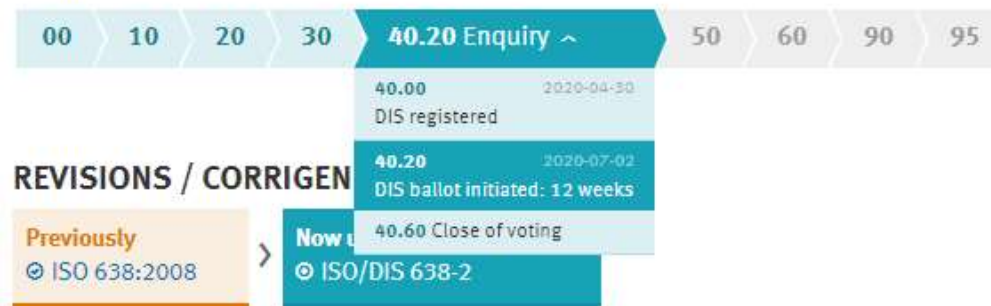 00 10 20 30 40.20 Enquiry 50 60 90 95
40.00 2020-04-30
DIS registered
40.20 2020-07-02
DIS ballot initiated: 12 weeks
40.60 Close of voting
REVISIONS / CORRIGEN
Previously
ISO 638:2008
Now
ISO/DIS 638-2